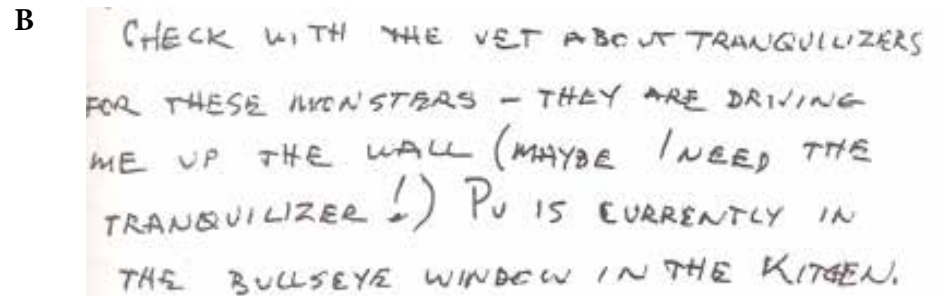 B
CHECK WITH THE VET ABOUT TRANQUILIZERS
FOR THESE MONSTERS – THEY ARE DRIVING
ME UP THE WALL (MAYBE I NEED THE
TRANQUILIZER!) PU IS CURRENTLY IN
THE BULLSEYE WINDOW IN THE KITGEN.